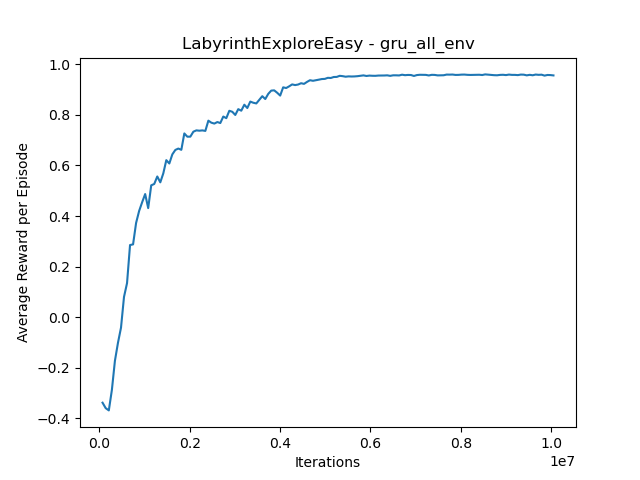 LabyrinthExploreEasy - gru_all_env
Average Reward per Episode
1.0
0.8
0.6
0.4
0.2
0.0
−0.2
−0.4
0.0 0.2 0.4 0.6 0.8 1.0
1e7
Iterations